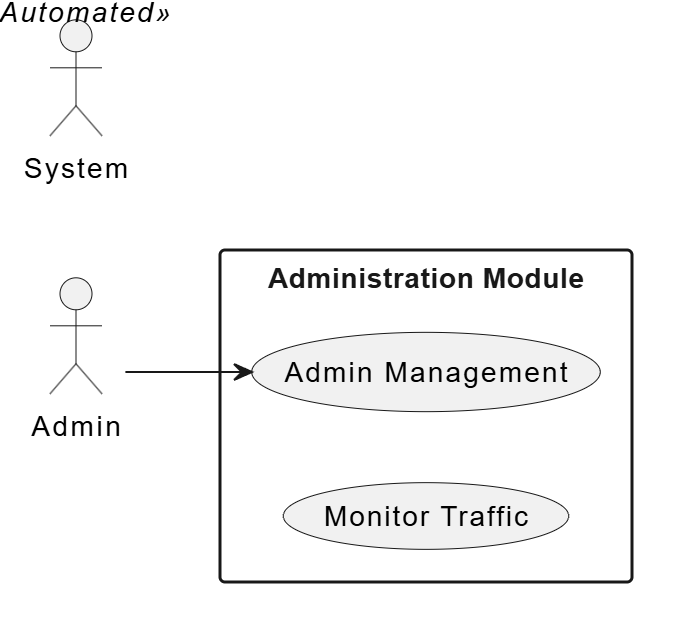 Automated»
System
Administration Module
Admin Management
Admin
Monitor Traffic